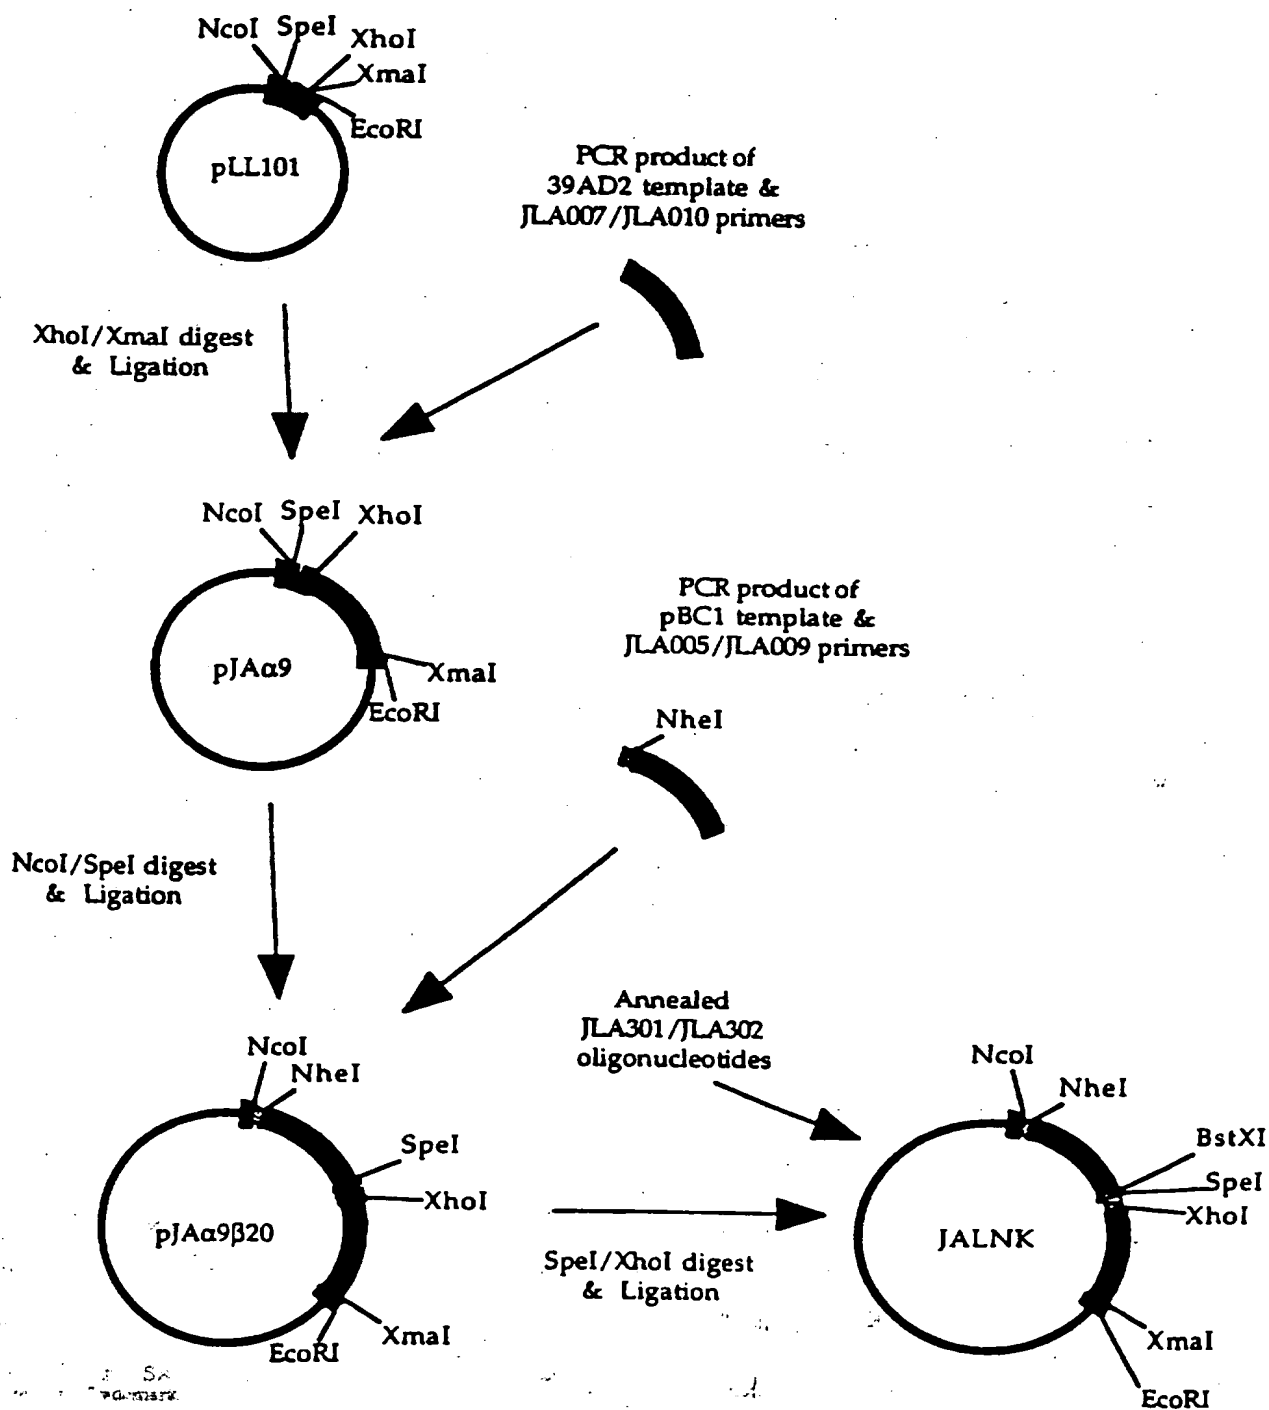 NcoI
SpeI
XhoI
XmaI
EcoRI
pLL101
PCR product of
39AD2 template &
JLA007/JLA010 primers
XhoI/XmaI digest
& Ligation
NcoI
SpeI
XhoI
pJAα9
XmaI
EcoRI
PCR product of
pBC1 template &
JLA005/JLA009 primers
NheI
NcoI/SpeI digest
& Ligation
NcoI
NheI
SpeI
XhoI
pJAα9β20
XmaI
EcoRI
Annealed
JLA301/JLA302
oligonucleotides
SpeI/XhoI digest
& Ligation
NcoI
NheI
BstXI
SpeI
XhoI
JALNK
XmaI
EcoRI